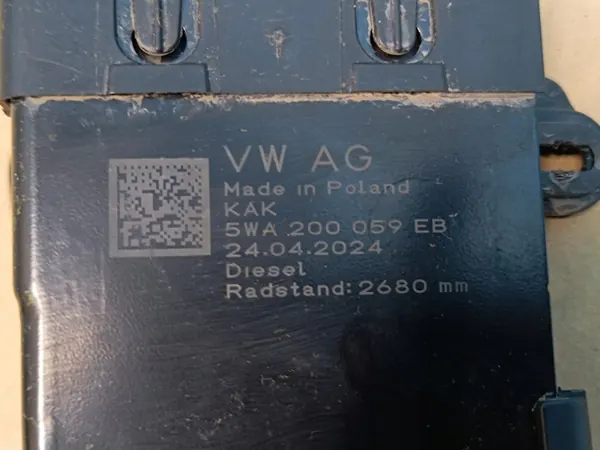 VW AG
Made in Poland
KAK
5WA 200 059 EB
24.04.2024
Diesel
Radstand: 2680 mm